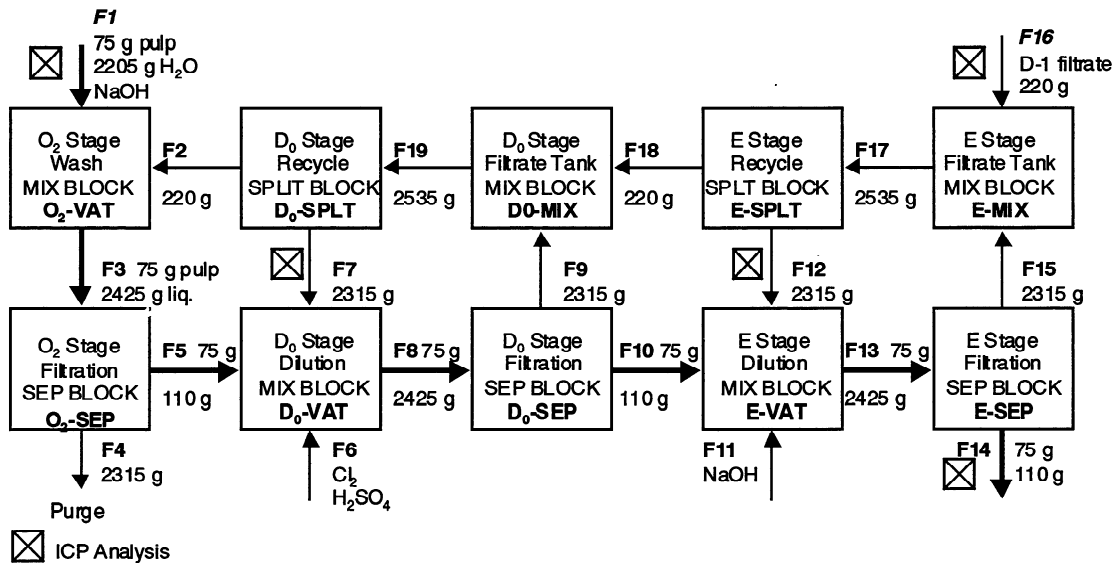 F1
75 g pulp
2205 g H₂O
NaOH
F16
D-1 filtrate
220 g
O₂ Stage
Wash
MIX BLOCK
O₂-VAT
F2
220 g
D₀ Stage
Recycle
SPLIT BLOCK
D₀-SPLT
F19
2535 g
D₀ Stage
Filtrate Tank
MIX BLOCK
D0-MIX
F18
220 g
E Stage
Recycle
SPLT BLOCK
E-SPLT
F17
2535 g
E Stage
Filtrate Tank
MIX BLOCK
E-MIX
F3 75 g pulp
2425 g liq.
F7
2315 g
F9
2315 g
F12
2315 g
F15
2315 g
O₂ Stage
Filtration
SEP BLOCK
O₂-SEP
F5 75 g
110 g
D₀ Stage
Dilution
MIX BLOCK
D₀-VAT
F8 75 g
2425 g
D₀ Stage
Filtration
SEP BLOCK
D₀-SEP
F10 75 g
110 g
E Stage
Dilution
MIX BLOCK
E-VAT
F13 75 g
2425 g
E Stage
Filtration
SEP BLOCK
E-SEP
F4
2315 g
Purge
F6
Cl₂
H₂SO₄
F11
NaOH
F14 75 g
110 g
ICP Analysis